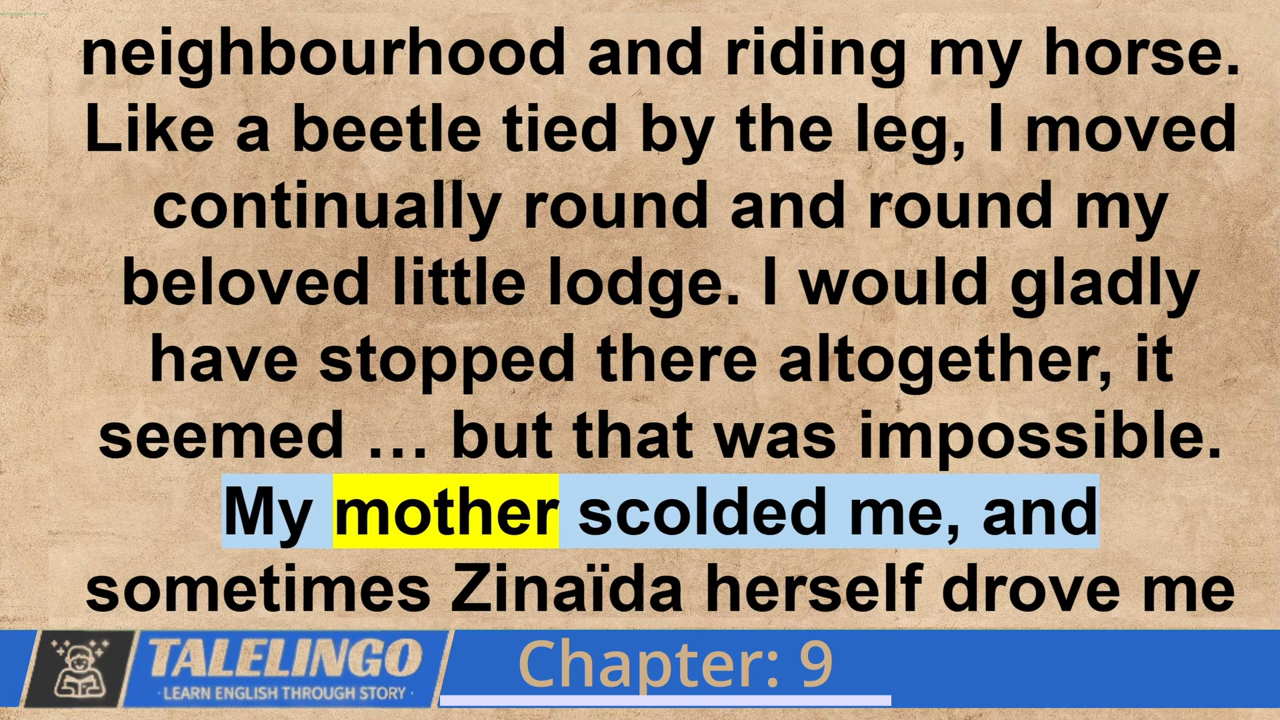 neighbourhood and riding my horse.
Like a beetle tied by the leg, I moved
continually round and round my
beloved little lodge. I would gladly
have stopped there altogether, it
seemed … but that was impossible.
My mother scolded me, and
sometimes Zinaïda herself drove me
TALELINGO
· LEARN ENGLISH THROUGH STORY ·
Chapter: 9